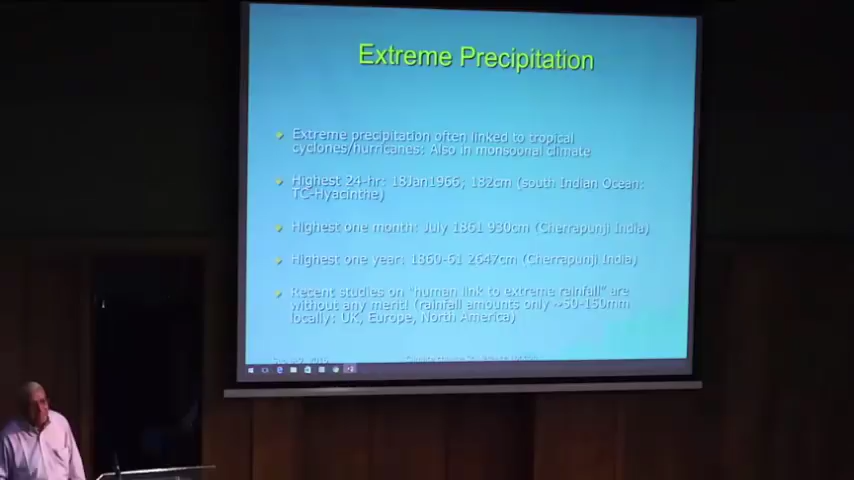 Extreme Precipitation
Extreme precipitation often linked to tropical
cyclones/hurricanes: Also in monsoonal climate
Highest 24-hr: 18Jan1966; 182cm (south Indian Ocean:
TC-Hyacinthe)
Highest one month: July 1861 930cm (Cherrapunji India)
Highest one year: 1860-61 2647cm (Cherrapunji India)
Recent studies on "human link to extreme rainfall" are
without any merit! (rainfall amounts only ~50-150mm
locally: UK, Europe, North America)